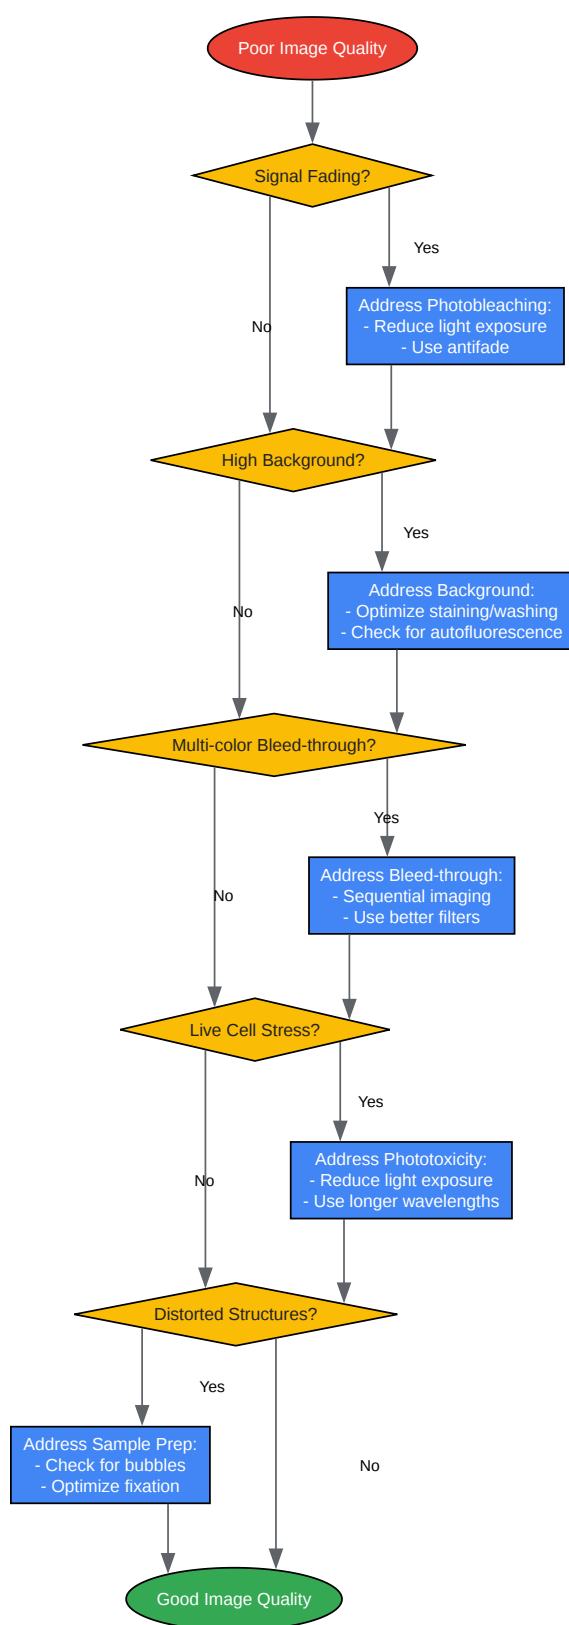 Poor Image Quality
Signal Fading?
Yes
Address Photobleaching:
- Reduce light exposure
- Use antifade
No
High Background?
Yes
Address Background:
- Optimize staining/washing
- Check for autofluorescence
No
Multi-color Bleed-through?
Yes
Address Bleed-through:
- Sequential imaging
- Use better filters
No
Live Cell Stress?
Yes
Address Phototoxicity:
- Reduce light exposure
- Use longer wavelengths
No
Distorted Structures?
Yes
Address Sample Prep:
- Check for bubbles
- Optimize fixation
No
Good Image Quality